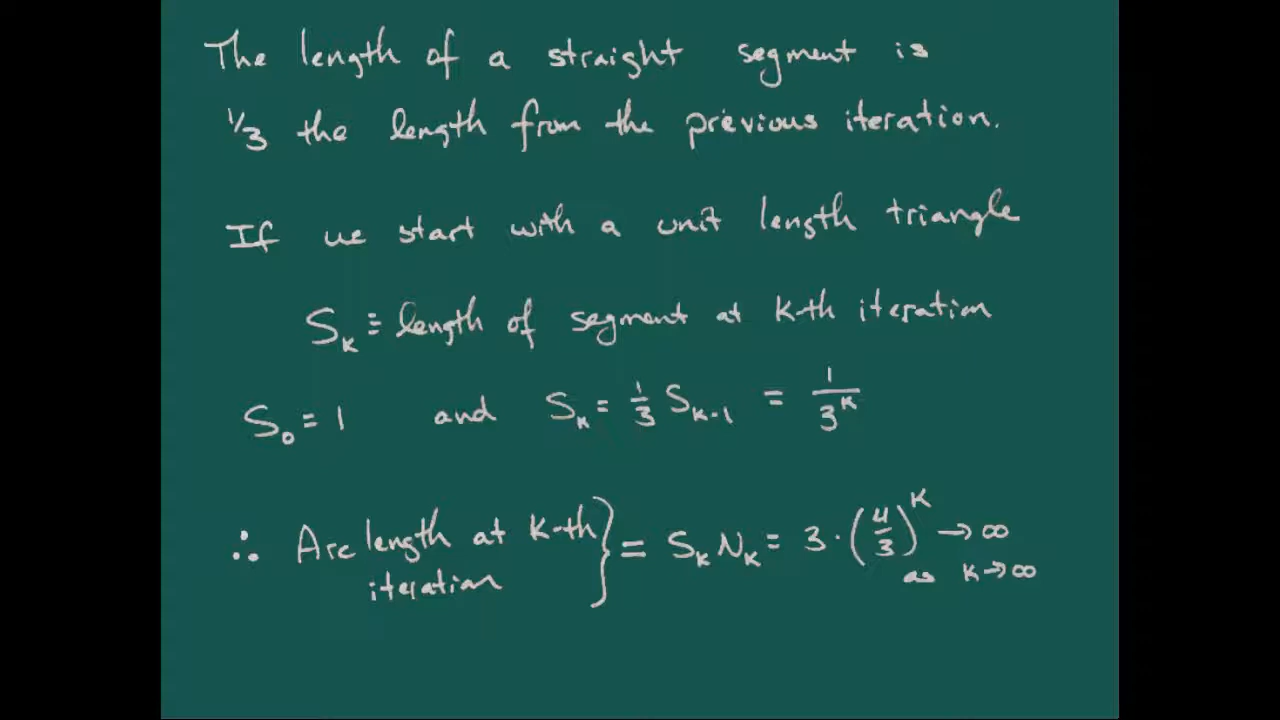 The length of a straight segment is
1/3 the length from the previous iteration.
If we start with a unit length triangle
S_k ≡ length of segment at k-th iteration
S_0 = 1 and S_k = 1/3 S_{k-1} = 1/3^k
∴ Arc length at k-th iteration } = S_k N_k = 3 · (4/3)^k → ∞
as k → ∞